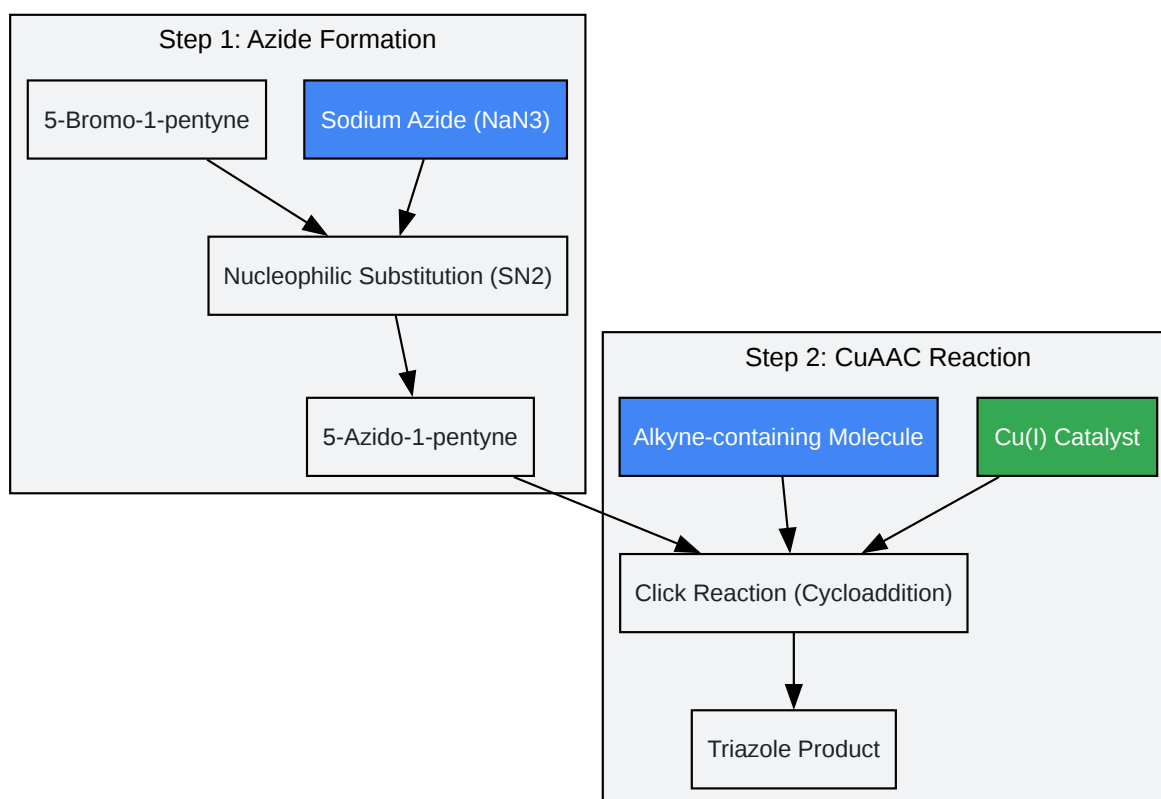 Step 1: Azide Formation
5-Bromo-1-pentyne
Sodium Azide (NaN3)
Nucleophilic Substitution (SN2)
5-Azido-1-pentyne
Step 2: CuAAC Reaction
Alkyne-containing Molecule
Cu(I) Catalyst
Click Reaction (Cycloaddition)
Triazole Product